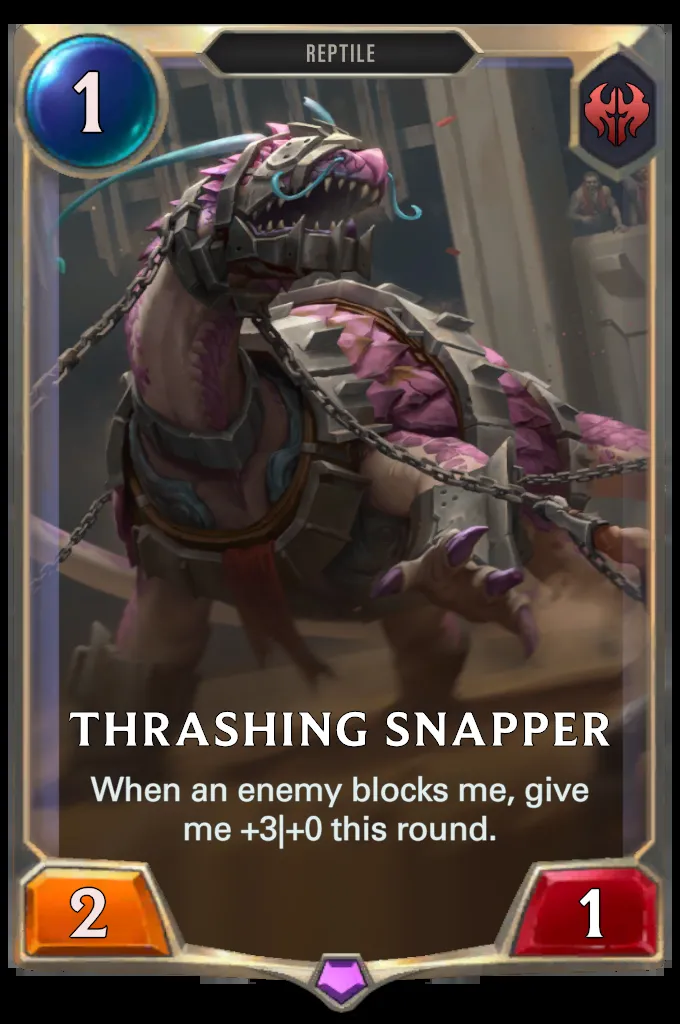 REPTILE
1
THRASHING SNAPPER
When an enemy blocks me, give
me +3|+0 this round.
2
1